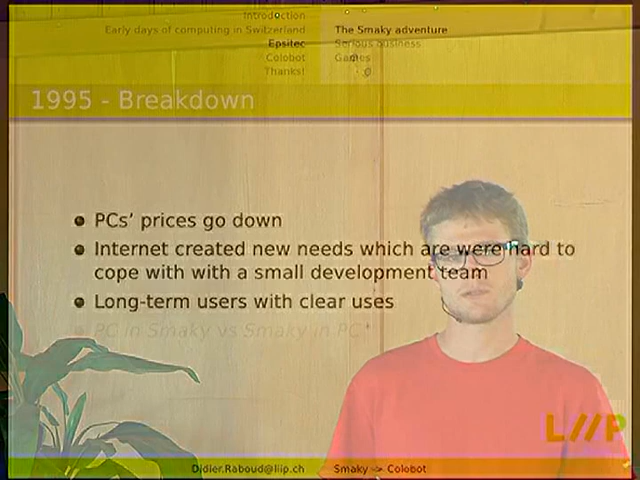 Introduction
Early days of computing in Switzerland
Epsitec
Colobot
Thanks!
The Smaky adventure
Serious business
Games
1995 - Breakdown
PCs' prices go down
Internet created new needs which are were hard to
cope with with a small development team
Long-term users with clear uses
PC in Smaky vs Smaky in PC
LIIP
Didier.Raboud@liip.ch
Smaky -> Colobot